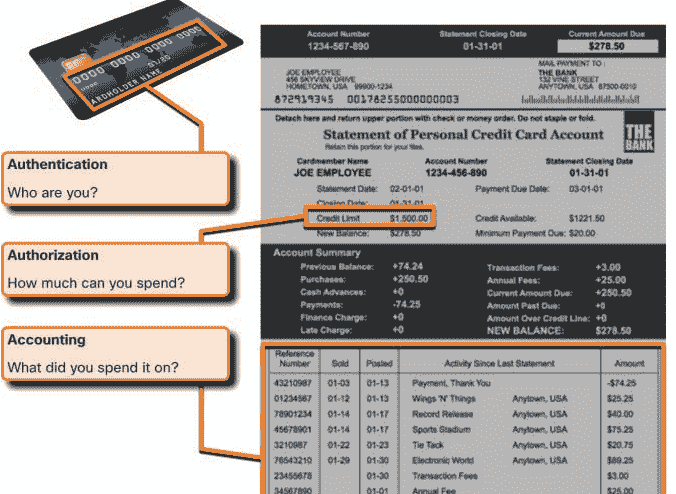 0000 0000 0000 0000
0000
01/80
ARDHOLDER NAME
Authentication
Who are you?
Authorization
How much can you spend?
Accounting
What did you spend it on?
Account Number Statement Closing Date Current Amount Due
1234-567-890 01-31-01 $278.50
MAIL PAYMENT TO :
JOE EMPLOYEE THE BANK
456 SKYVIEW DRIVE 132 VINE STREET
HOMETOWN, USA 99900-1234 ANYTOWN, USA 67500-0010
872919345 00178255000000003
Detach here and return upper portion with check or money order. Do not staple or fold.
Statement of Personal Credit Card Account
THE BANK
Retain this portion for your files.
Cardmember Name Account Number Statement Closing Date
JOE EMPLOYEE 1234-456-890 01-31-01
Statement Date: 02-01-01 Payment Due Date: 03-01-01
Closing Date: 01-31-01
Credit Limit $1,500.00 Credit Available: $1221.50
New Balance: $278.50 Minimum Payment Due: $20.00
Account Summary
Previous Balance: +74.24 Transaction Fees: +3.00
Purchases: +250.50 Annual Fees: +25.00
Cash Advances: +0 Current Amount Due: +250.50
Payments: -74.25 Amount Past Due: +0
Finance Charge: +0 Amount Over Credit Line: +0
Late Charge: +0 NEW BALANCE: $278.50
Reference Number Sold Posted Activity Since Last Statement Amount
43210987 01-03 01-13 Payment, Thank You -$74.25
01234567 01-12 01-13 Wings 'N' Things Anytown, USA $25.25
78901234 01-14 01-17 Record Release Anytown, USA $40.00
45678901 01-14 01-17 Sports Stadium Anytown, USA $75.25
3210987 01-22 01-23 Tie Tack Anytown, USA $20.75
76543210 01-29 01-30 Electronic World Anytown, USA $89.25
23455678 01-30 Transaction Fees $3.00
34567890 01-01 Annual Fee $25.00